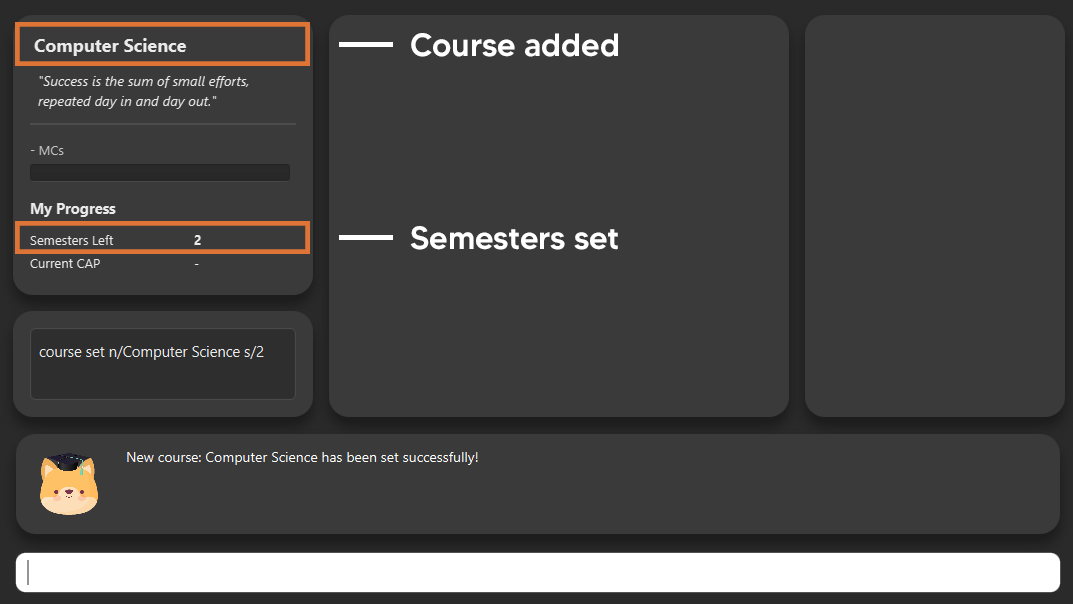 Computer Science
"Success is the sum of small efforts,
repeated day in and day out."
- MCs
My Progress
Semesters Left 2
Current CAP -
course set n/Computer Science s/2
Course added
Semesters set
New course: Computer Science has been set successfully!